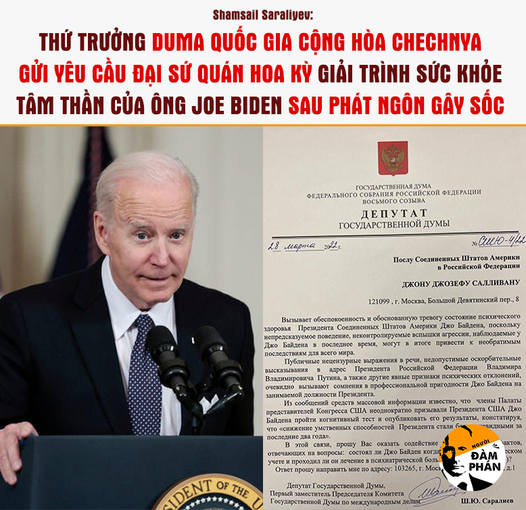 Shamsail Saraliyev:
THỨ TRƯỞNG DUMA QUỐC GIA CỘNG HÒA CHECHNYA
GỬI YÊU CẦU ĐẠI SỨ QUÁN HOA KỲ GIẢI TRÌNH SỨC KHỎE
TÂM THẦN CỦA ÔNG JOE BIDEN SAU PHÁT NGÔN GÂY SỐC
ГОСУДАРСТВЕННАЯ ДУМА
ФЕДЕРАЛЬНОГО СОБРАНИЯ РОССИЙСКОЙ ФЕДЕРАЦИИ
ВОСЬМОГО СОЗЫВА
ДЕПУТАТ
ГОСУДАРСТВЕННОЙ ДУМЫ
28 марта 2022 г. № СШЮ-4/22
Послу Соединенных Штатов Америки
в Российской Федерации
ДЖОНУ ДЖОЗЕФУ САЛЛИВАНУ
121099 , г. Москва, Большой Девятинский пер., 8
Вызывает обеспокоенность и обоснованную тревогу состояние психического
здоровья Президента Соединенных Штатов Америки Джо Байдена, поскольку
непредсказуемое поведение, неконтролируемые вспышки агрессии, наблюдаемые у
Джо Байдена в последнее время, могут в итоге привести к необратимым
последствиям для всего мира.
Публичные нецензурные выражения в речи, недопустимые оскорбительные
высказывания в адрес Президента Российской Федерации Владимира
Владимировича Путина, а также другие явные признаки психических отклонений,
очевидно вызывают сомнения в профессиональной пригодности Джо Байдена на
занимаемой должности Президента.
Из сообщений средств массовой информации известно, что члены Палаты
представителей Конгресса США неоднократно призывали Президента США Джо
Байдена пройти когнитивный тест и опубликовать его результаты, констатируя,
что «снижение умственных способностей Президента стали
последние два года».
В этой связи, прошу Вас оказать содействие
отвечающих на вопросы: состоял ли Джо Байден когда
учете и проходил ли он лечение в психиатрической
Ответ прошу направить мне по адресу: 103265, г. Мос
Депутат Государственной Думы,
Первый заместитель Председателя Комитета
Государственной Думы по международным делам Ш.Ю. Саралиев
NGƯỜI
ĐÀM
PHÁN
PRESIDENT OF THE